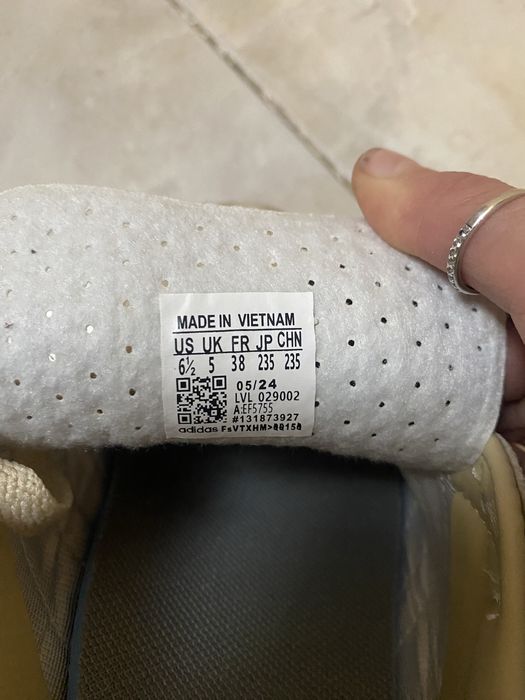 MADE IN VIETNAM
US UK FR JP CHN
6½ 5 38 235 235
05/24
LVL 029002
A:EF5755
#131873927
adidas